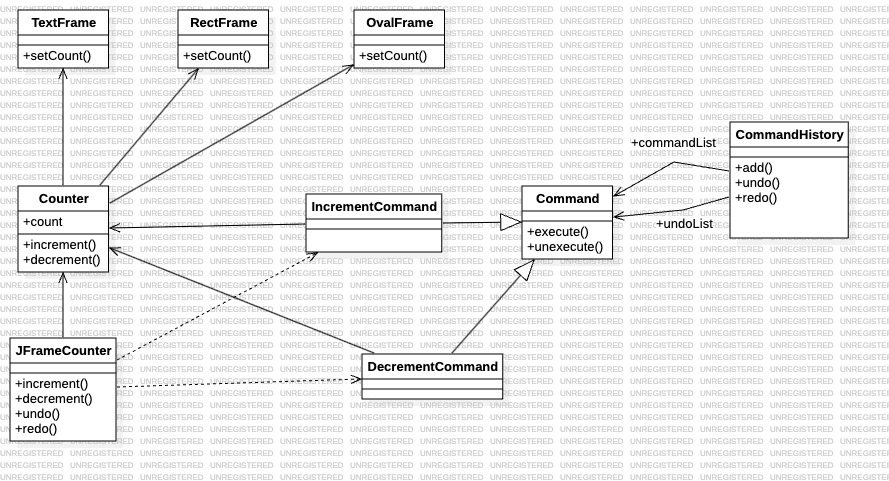 TextFrame
+setCount()
RectFrame
+setCount()
OvalFrame
+setCount()
CommandHistory
+add()
+undo()
+redo()
+commandList
+undoList
Counter
+count
+increment()
+decrement()
IncrementCommand
Command
+execute()
+unexecute()
JFrameCounter
+increment()
+decrement()
+undo()
+redo()
DecrementCommand
UNREGISTERED